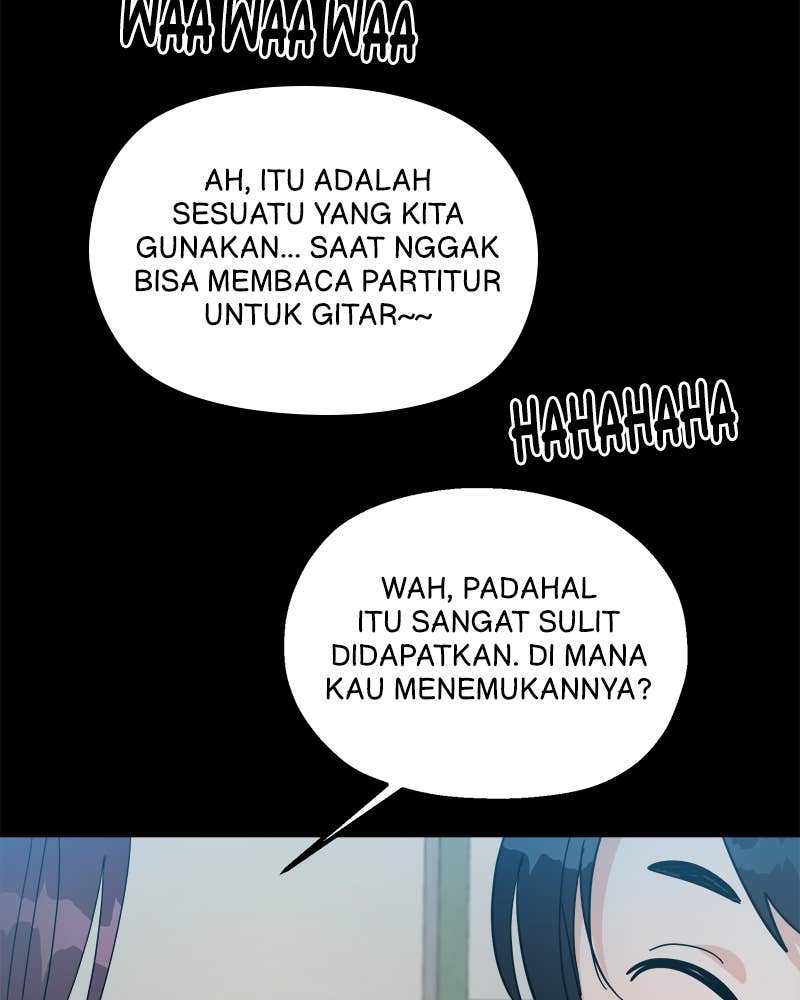 WAA WAA WAA
AH, ITU ADALAH
SESUATU YANG KITA
GUNAKAN... SAAT NGGAK
BISA MEMBACA PARTITUR
UNTUK GITAR~~
HAHAHAHA
WAH, PADAHAL
ITU SANGAT SULIT
DIDAPATKAN. DI MANA
KAU MENEMUKANNYA?